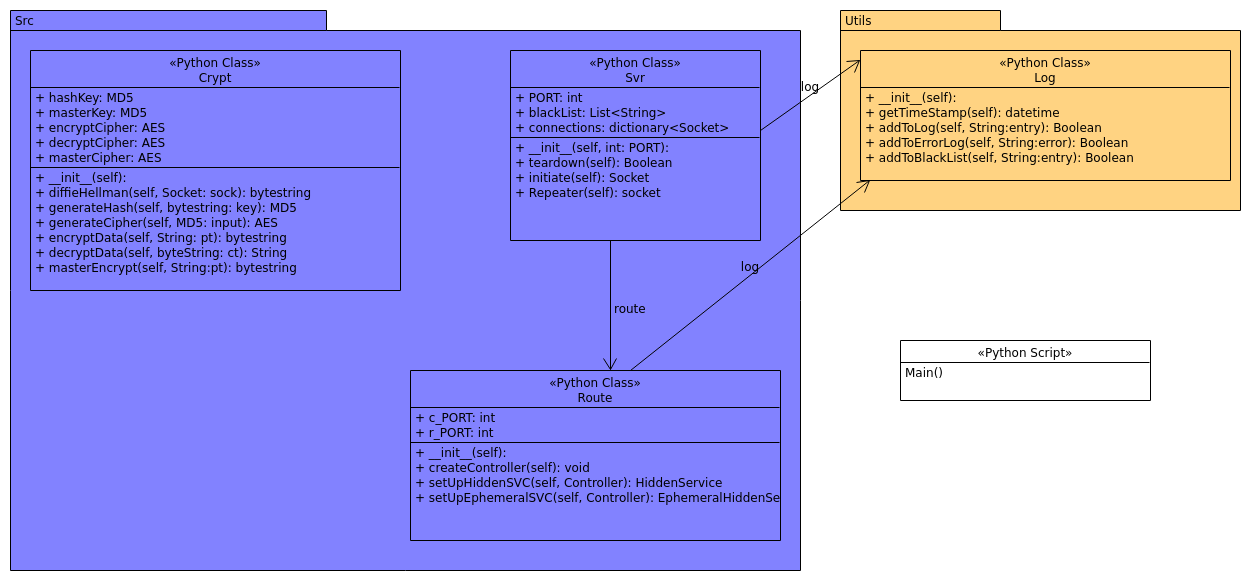 Src
«Python Class»
Crypt
+ hashKey: MD5
+ masterKey: MD5
+ encryptCipher: AES
+ decryptCipher: AES
+ masterCipher: AES
+ __init__(self):
+ diffieHellman(self, Socket: sock): bytestring
+ generateHash(self, bytestring: key): MD5
+ generateCipher(self, MD5: input): AES
+ encryptData(self, String: pt): bytestring
+ decryptData(self, byteString: ct): String
+ masterEncrypt(self, String:pt): bytestring
«Python Class»
Svr
+ PORT: int
+ blackList: List<String>
+ connections: dictionary<Socket>
+ __init__(self, int: PORT):
+ teardown(self): Boolean
+ initiate(self): Socket
+ Repeater(self): socket
log
Utils
«Python Class»
Log
+ __init__(self):
+ getTimeStamp(self): datetime
+ addToLog(self, String:entry): Boolean
+ addToErrorLog(self, String:error): Boolean
+ addToBlackList(self, String:entry): Boolean
log
route
«Python Class»
Route
+ c_PORT: int
+ r_PORT: int
+ __init__(self):
+ createController(self): void
+ setUpHiddenSVC(self, Controller): HiddenService
+ setUpEphemeralSVC(self, Controller): EphemeralHiddenSe
«Python Script»
Main()